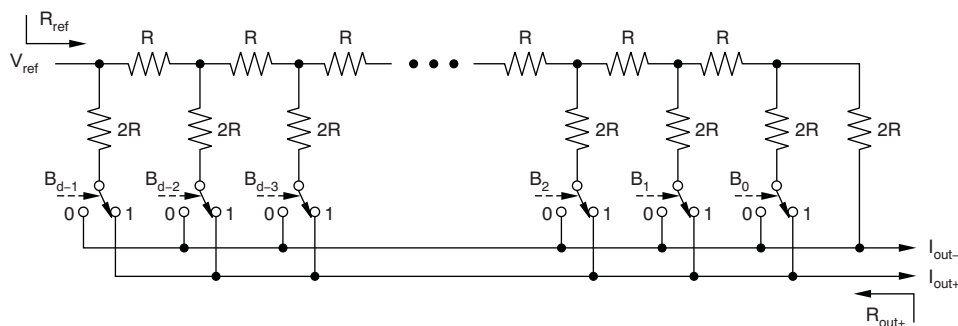 R_ref
R R R R R R
V_ref
2R 2R 2R 2R 2R 2R 2R
B_d–1 B_d–2 B_d–3 B_2 B_1 B_0
0 1 0 1 0 1 0 1 0 1 0 1
I_out–
I_out+
R_out+